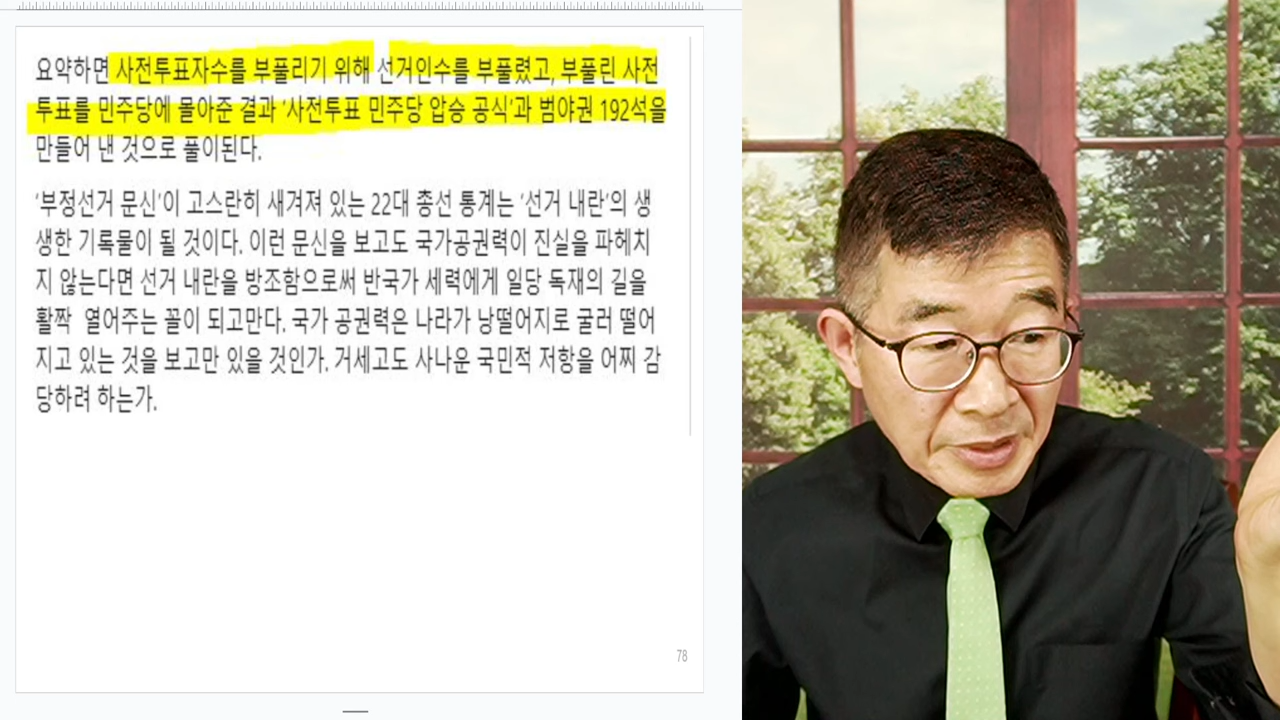 요약하면 사전투표자수를 부풀리기 위해 선거인수를 부풀렸고, 부풀린 사전
투표를 민주당에 몰아준 결과 '사전투표 민주당 압승 공식'과 범야권 192석을
만들어 낸 것으로 풀이된다.
'부정선거 문신'이 고스란히 새겨져 있는 22대 총선 통계는 '선거 내란'의 생
생한 기록물이 될 것이다. 이런 문신을 보고도 국가공권력이 진실을 파헤치
지 않는다면 선거 내란을 방조함으로써 반국가 세력에게 일당 독재의 길을
활짝 열어주는 꼴이 되고만다. 국가 공권력은 나라가 낭떨어지로 굴러 떨어
지고 있는 것을 보고만 있을 것인가. 거세고도 사나운 국민적 저항을 어찌 감
당하려 하는가.
78